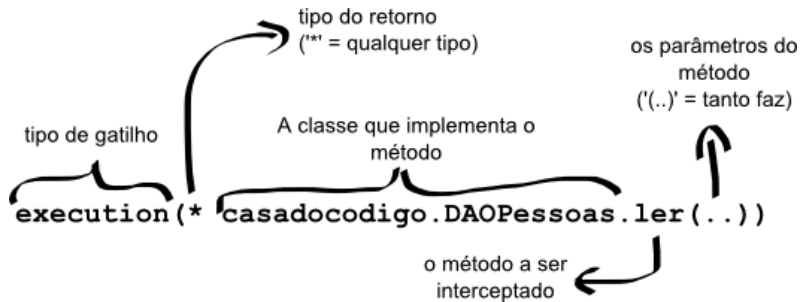 tipo do retorno
('*' = qualquer tipo)
os parâmetros do
método
('(..)' = tanto faz)
tipo de gatilho
A classe que implementa o
método
execution(* casadocodigo.DAOPessoas.ler(..))
o método a ser
interceptado